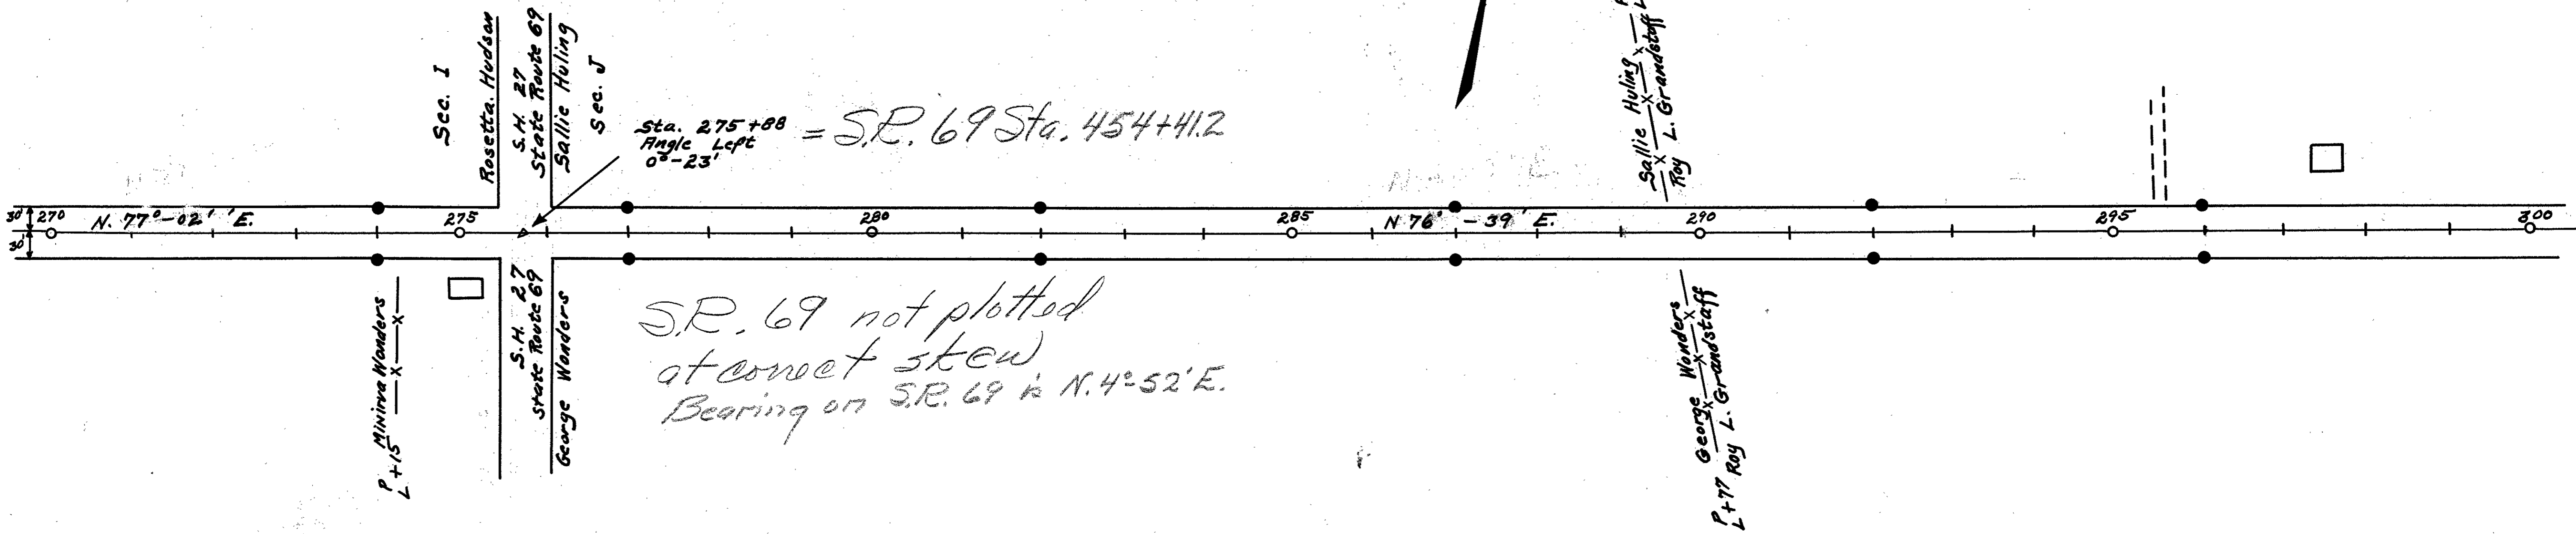 Sec. I
Rosetta. Hudson
S.H. 27
State Route 69
Sallie Huling
Sec. J
Sta. 275+88
Angle Left
0°-23'
= S.R. 69 Sta. 454+41.2
Sallie Huling
Roy L. Grandstaff
30' 270 275 280 285 290 295 300
30'
N. 77°-02' E.
N. 76° - 39' E.
P L +15 Minirva Wonders
S.H. 27
State Route 69
George Wonders
S.R. 69 not plotted
at correct skew
Bearing on S.R. 69 is N. 4°-52' E.
George Wonders
P L +77 Roy L. Grandstaff